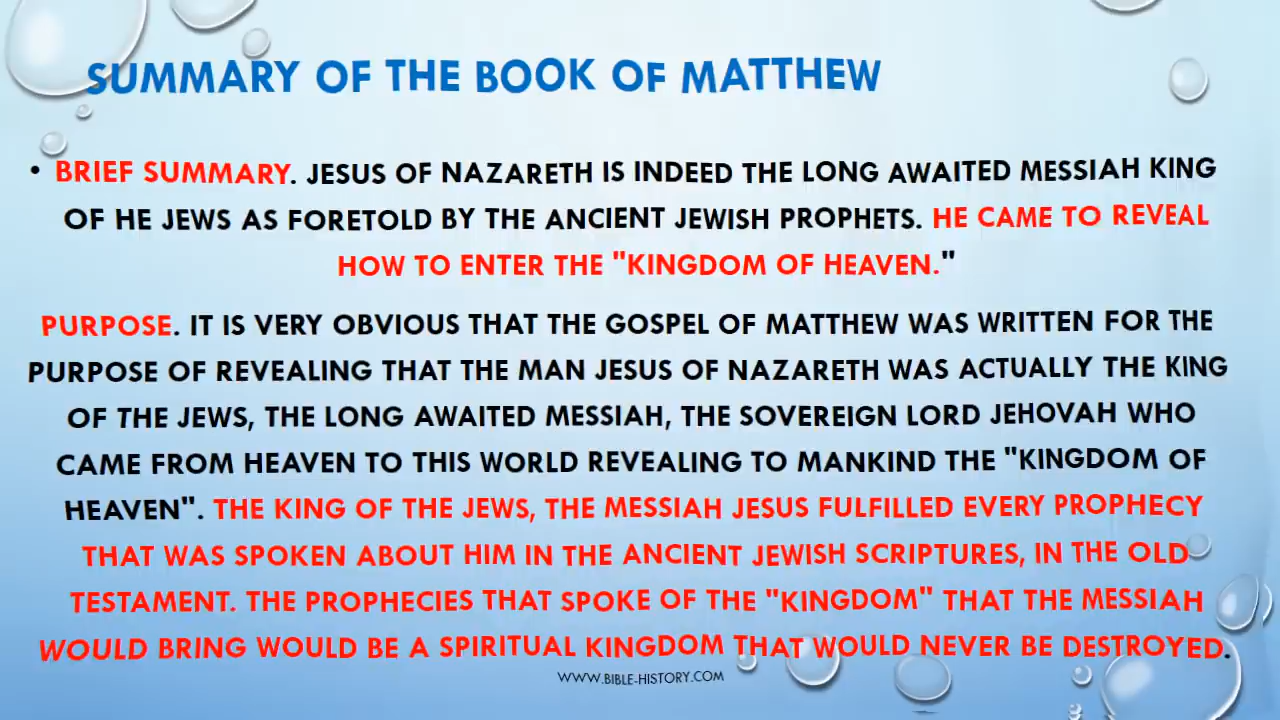 SUMMARY OF THE BOOK OF MATTHEW
• BRIEF SUMMARY. JESUS OF NAZARETH IS INDEED THE LONG AWAITED MESSIAH KING
OF HE JEWS AS FORETOLD BY THE ANCIENT JEWISH PROPHETS. HE CAME TO REVEAL
HOW TO ENTER THE "KINGDOM OF HEAVEN."
PURPOSE. IT IS VERY OBVIOUS THAT THE GOSPEL OF MATTHEW WAS WRITTEN FOR THE
PURPOSE OF REVEALING THAT THE MAN JESUS OF NAZARETH WAS ACTUALLY THE KING
OF THE JEWS, THE LONG AWAITED MESSIAH, THE SOVEREIGN LORD JEHOVAH WHO
CAME FROM HEAVEN TO THIS WORLD REVEALING TO MANKIND THE "KINGDOM OF
HEAVEN". THE KING OF THE JEWS, THE MESSIAH JESUS FULFILLED EVERY PROPHECY
THAT WAS SPOKEN ABOUT HIM IN THE ANCIENT JEWISH SCRIPTURES, IN THE OLD
TESTAMENT. THE PROPHECIES THAT SPOKE OF THE "KINGDOM" THAT THE MESSIAH
WOULD BRING WOULD BE A SPIRITUAL KINGDOM THAT WOULD NEVER BE DESTROYED.
WWW.BIBLE-HISTORY.COM